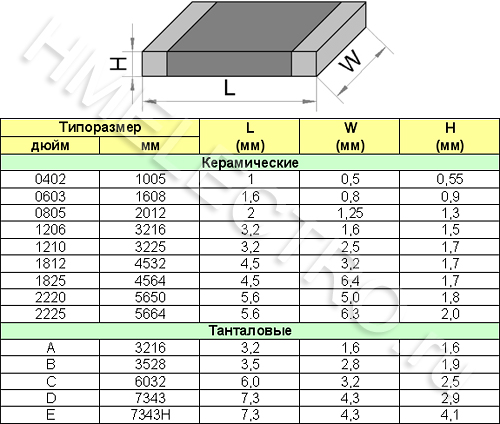 H
L
W
HMELECTRO.ru
Типоразмер L W H
дюйм мм (мм) (мм) (мм)
Керамические
0402 1005 1 0,5 0,55
0603 1608 1,6 0,8 0,9
0805 2012 2 1,25 1,3
1206 3216 3,2 1,6 1,5
1210 3225 3,2 2,5 1,7
1812 4532 4,5 3,2 1,7
1825 4564 4,5 6,4 1,7
2220 5650 5,6 5,0 1,8
2225 5664 5,6 6,3 2,0
Танталовые
A 3216 3,2 1,6 1,6
B 3528 3,5 2,8 1,9
C 6032 6,0 3,2 2,5
D 7343 7,3 4,3 2,9
E 7343H 7,3 4,3 4,1